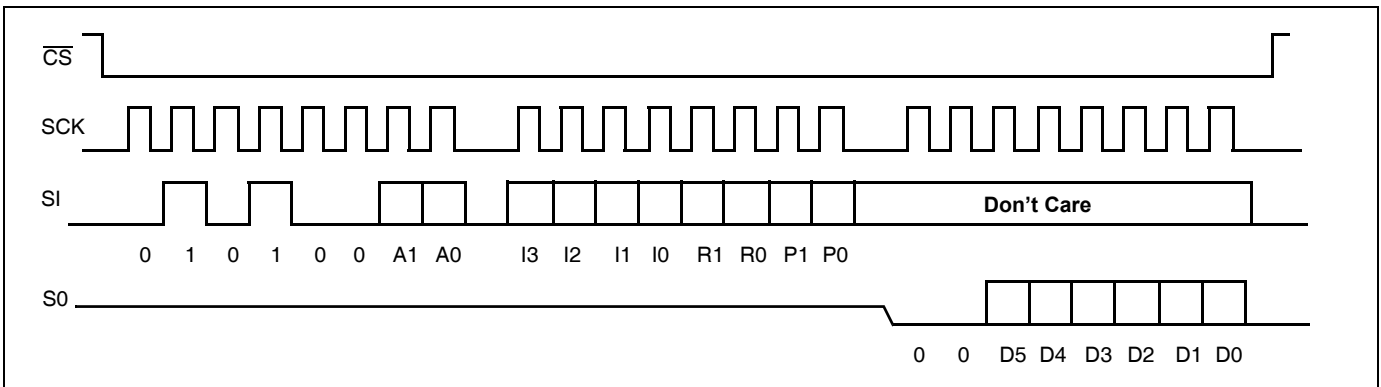 CS
SCK
SI
Don't Care
0 1 0 1 0 0 A1 A0 I3 I2 I1 I0 R1 R0 P1 P0
S0
0 0 D5 D4 D3 D2 D1 D0